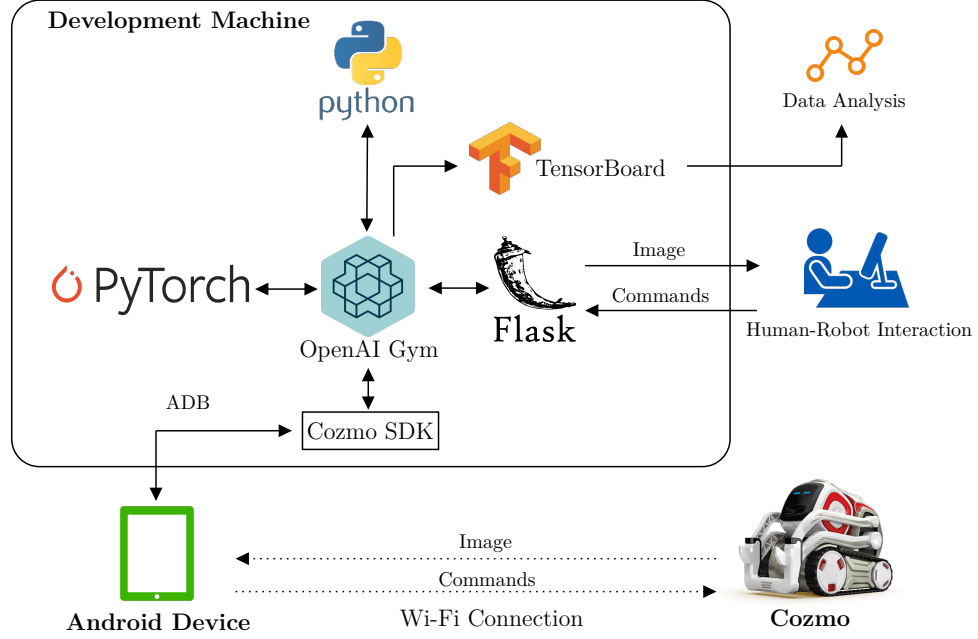 Development Machine
python
Data Analysis
TensorBoard
PyTorch
OpenAI Gym
Flask
Image
Commands
Human-Robot Interaction
ADB
Cozmo SDK
Image
Commands
Wi-Fi Connection
Android Device
Cozmo